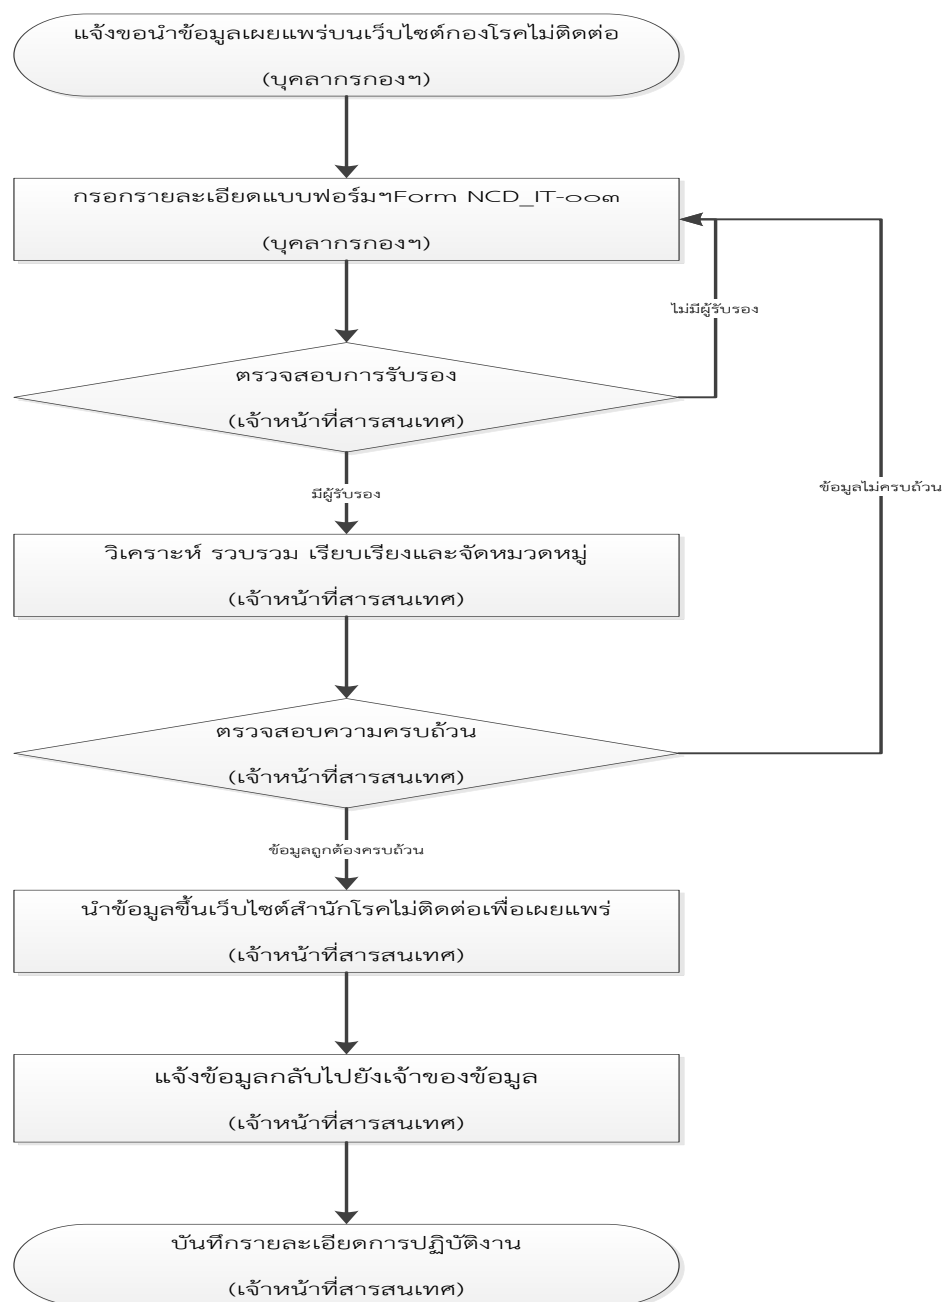 แจ้งขอนำข้อมูลเผยแพร่บนเว็บไซต์กองโรคไม่ติดต่อ
(บุคลากรกองฯ)
กรอกรายละเอียดแบบฟอร์มฯForm NCD_IT-๐๐๓
(บุคลากรกองฯ)
ไม่มีผู้รับรอง
ตรวจสอบการรับรอง
(เจ้าหน้าที่สารสนเทศ)
ข้อมูลไม่ครบถ้วน
มีผู้รับรอง
วิเคราะห์ รวบรวม เรียบเรียงและจัดหมวดหมู่
(เจ้าหน้าที่สารสนเทศ)
ตรวจสอบความครบถ้วน
(เจ้าหน้าที่สารสนเทศ)
ข้อมูลถูกต้องครบถ้วน
นำข้อมูลขึ้นเว็บไซต์สำนักโรคไม่ติดต่อเพื่อเผยแพร่
(เจ้าหน้าที่สารสนเทศ)
แจ้งข้อมูลกลับไปยังเจ้าของข้อมูล
(เจ้าหน้าที่สารสนเทศ)
บันทึกรายละเอียดการปฏิบัติงาน
(เจ้าหน้าที่สารสนเทศ)